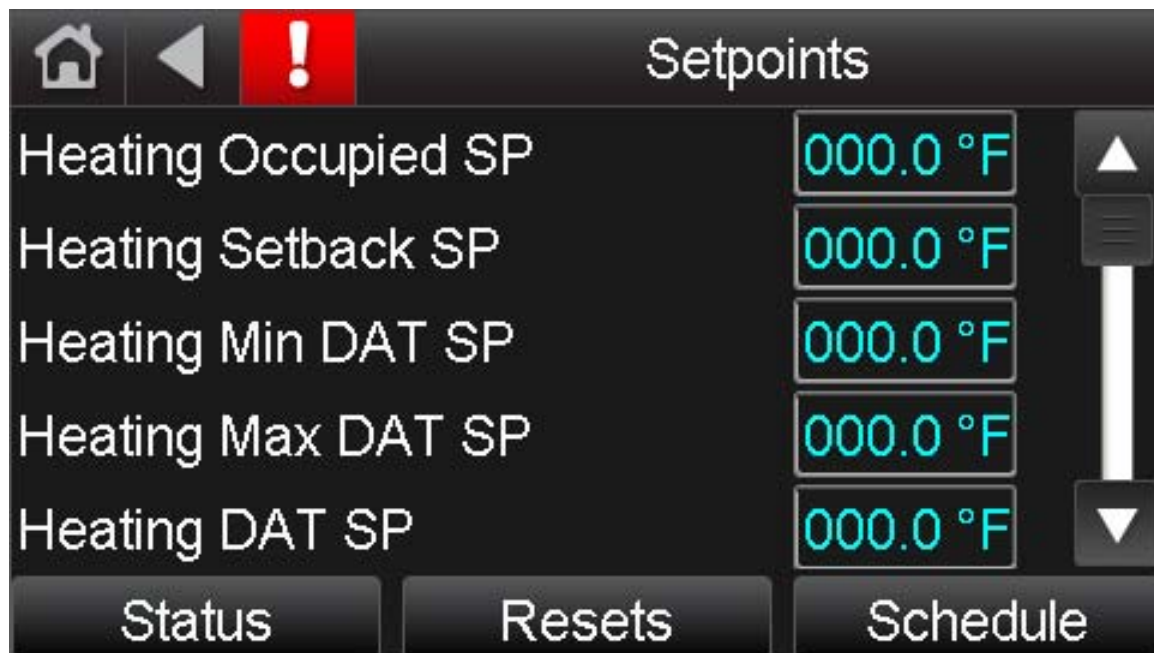 ! Setpoints
Heating Occupied SP 000.0 °F
Heating Setback SP 000.0 °F
Heating Min DAT SP 000.0 °F
Heating Max DAT SP 000.0 °F
Heating DAT SP 000.0 °F
Status Resets Schedule